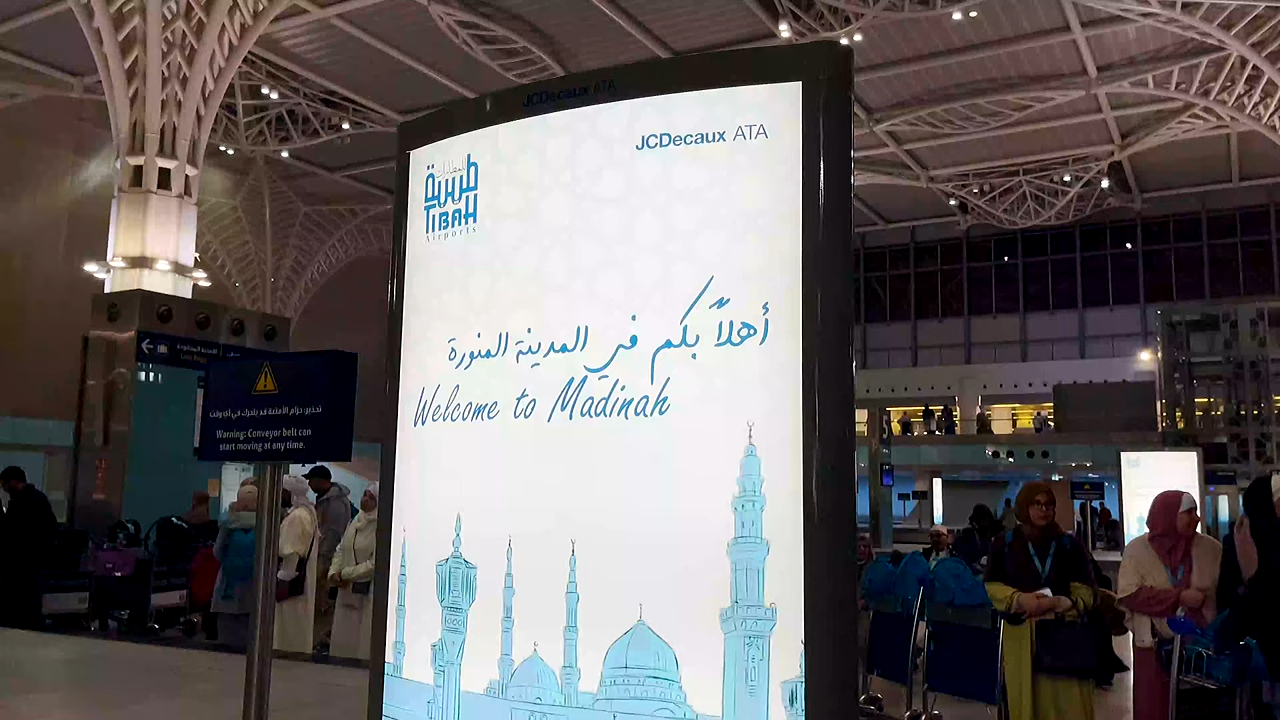 JCDecaux ATA
JCDecaux ATA
طيبة
TIBAH
Airports
أهلاً بكم في المدينة المنورة
Welcome to Madinah
تحذير: حزام الأمتعة قد يتحرك في أي وقت
Warning: Conveyor belt can
start moving at any time.